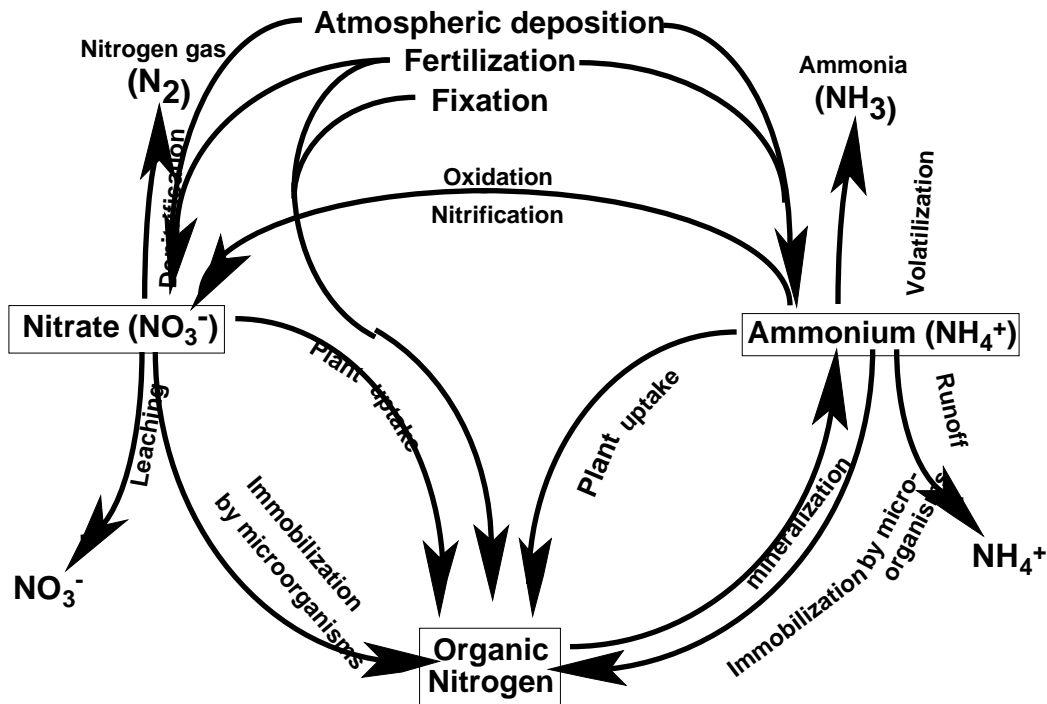 Atmospheric deposition
Nitrogen gas
(N2)
Fertilization
Ammonia
(NH3)
Fixation
Denitrification
Oxidation
Nitrification
Volatilization
Nitrate (NO3-)
Ammonium (NH4+)
Plant uptake
Plant uptake
Runoff
Leaching
Immobilization
by microorganisms
mineralization
Immobilization by micro-
organisms
NO3-
NH4+
Organic
Nitrogen